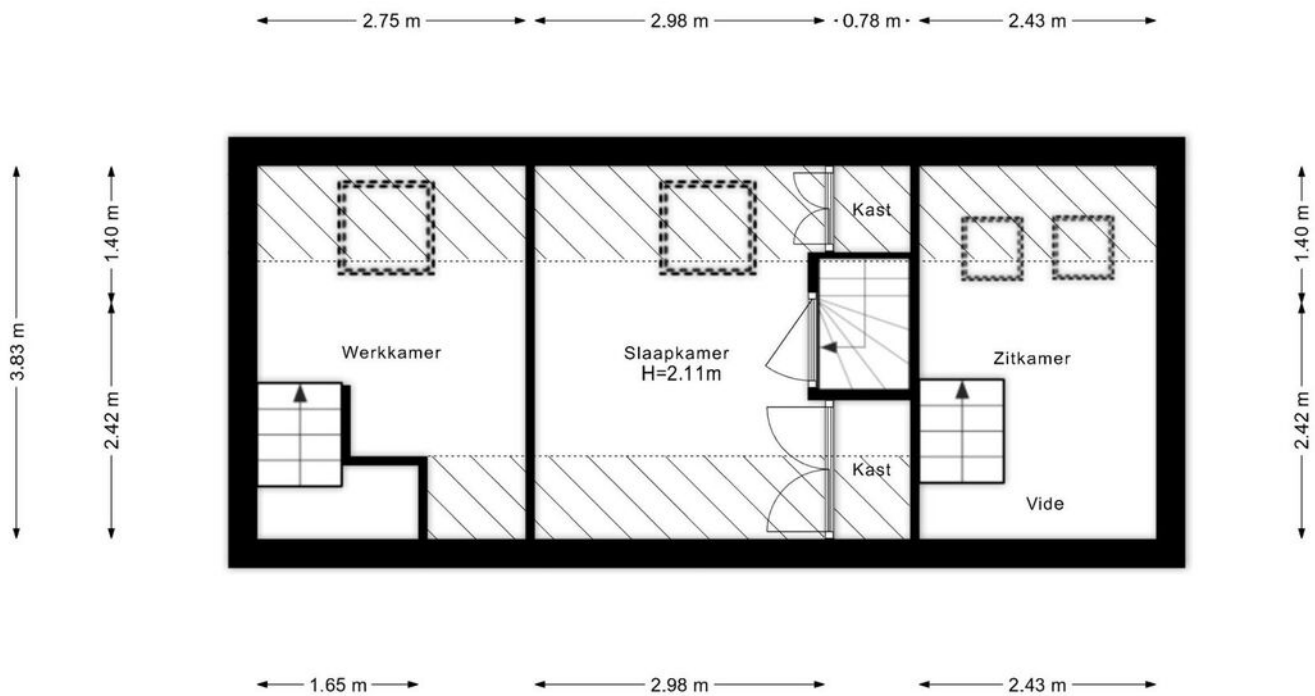 2.75 m
2.98 m
0.78 m
2.43 m
3.83 m
1.40 m
2.42 m
1.40 m
2.42 m
Kast
Werkkamer
Slaapkamer
H=2.11m
Zitkamer
Kast
Vide
1.65 m
2.98 m
2.43 m